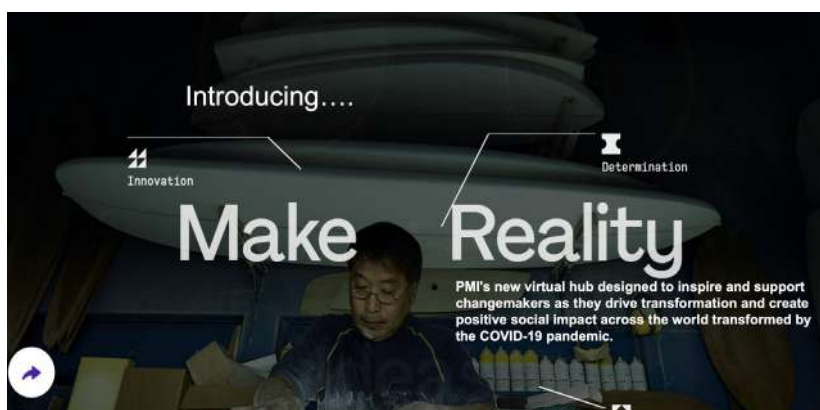 Introducing....
Innovation
Determination
Make Reality
Ideas
PMI's new virtual hub designed to inspire and support
changemakers as they drive transformation and create
positive social impact across the world transformed by
the COVID-19 pandemic.